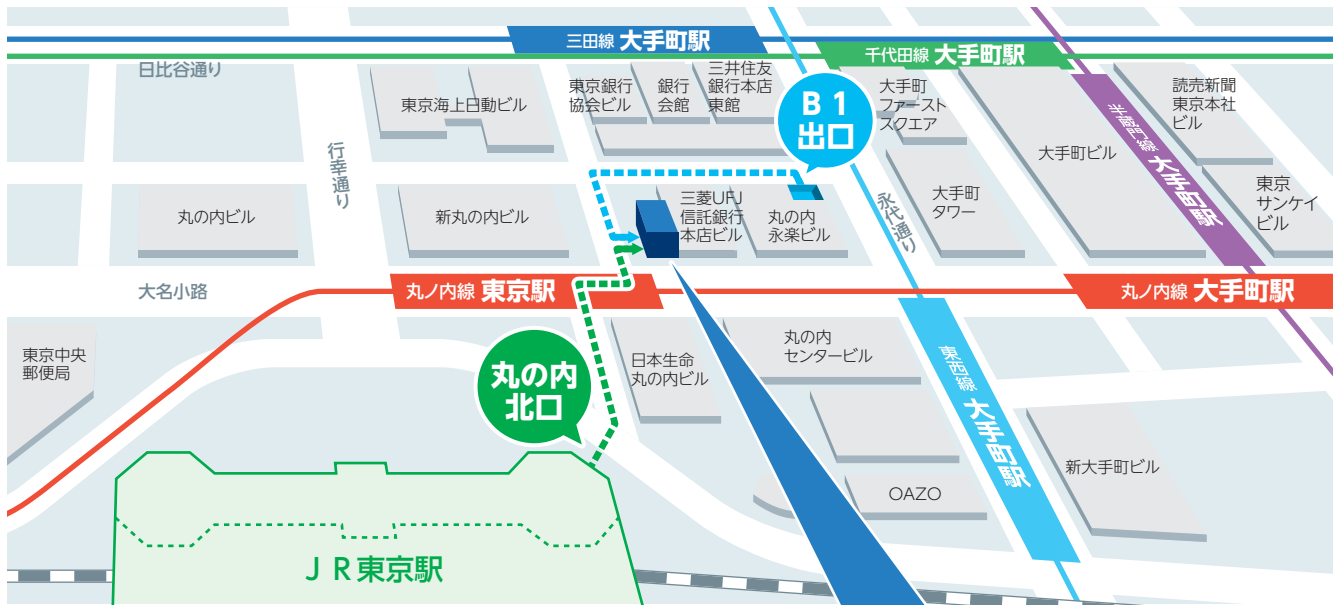 三田線 大手町駅
千代田線 大手町駅
日比谷通り
東京海上日動ビル
東京銀行
協会ビル
銀行
会館
三井住友
銀行本店
東館
B 1
出口
大手町
ファースト
スクエア
大手町ビル
半蔵門線 大手町駅
読売新聞
東京本社
ビル
行幸通り
丸の内ビル
新丸の内ビル
三菱UFJ
信託銀行
本店ビル
丸の内
永楽ビル
永代通り
大手町
タワー
東京
サンケイ
ビル
大名小路
丸ノ内線 東京駅
丸ノ内線 大手町駅
東京中央
郵便局
丸の内
北口
日本生命
丸の内ビル
丸の内
センタービル
東西線 大手町駅
新大手町ビル
OAZO
ＪＲ東京駅